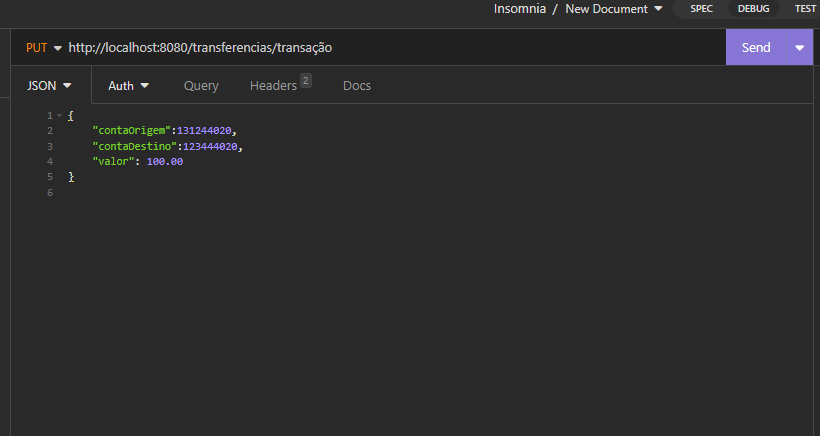 Insomnia / New Document SPEC DEBUG TEST
PUT http://localhost:8080/transferencias/transação Send
JSON Auth Query Headers 2 Docs
1 {
2 "contaOrigem":131244020,
3 "contaDestino":123444020,
4 "valor": 100.00
5 }
6